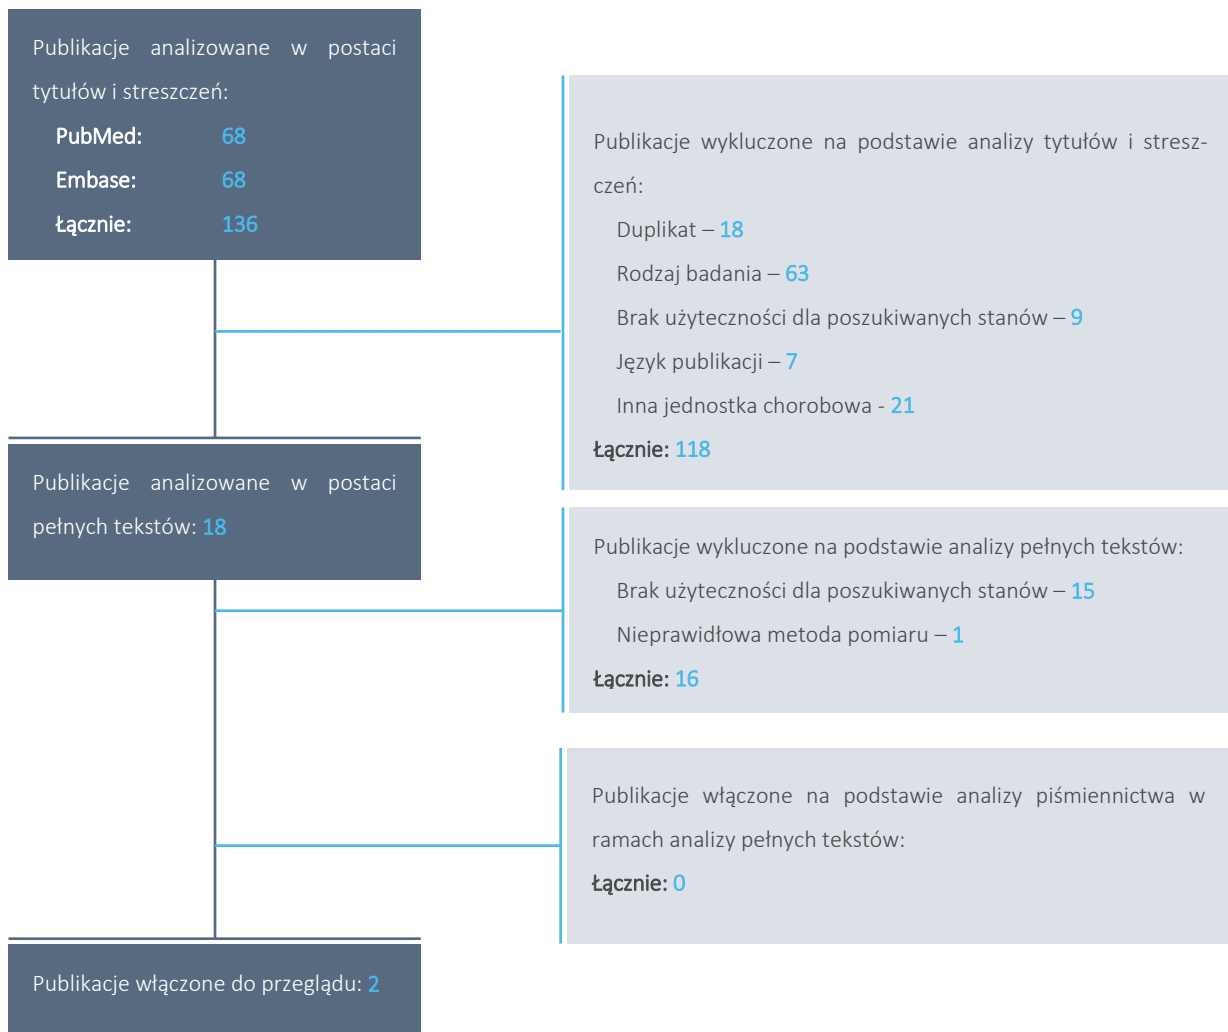 Publikacje analizowane w postaci
tytułów i streszczeń:
PubMed: 68
Embase: 68
Łącznie: 136
Publikacje wykluczone na podstawie analizy tytułów i stresz-
czeń:
Duplikat – 18
Rodzaj badania – 63
Brak użyteczności dla poszukiwanych stanów – 9
Język publikacji – 7
Inna jednostka chorobowa - 21
Łącznie: 118
Publikacje analizowane w postaci
pełnych tekstów: 18
Publikacje wykluczone na podstawie analizy pełnych tekstów:
Brak użyteczności dla poszukiwanych stanów – 15
Nieprawidłowa metoda pomiaru – 1
Łącznie: 16
Publikacje włączone na podstawie analizy piśmiennictwa w
ramach analizy pełnych tekstów:
Łącznie: 0
Publikacje włączone do przeglądu: 2